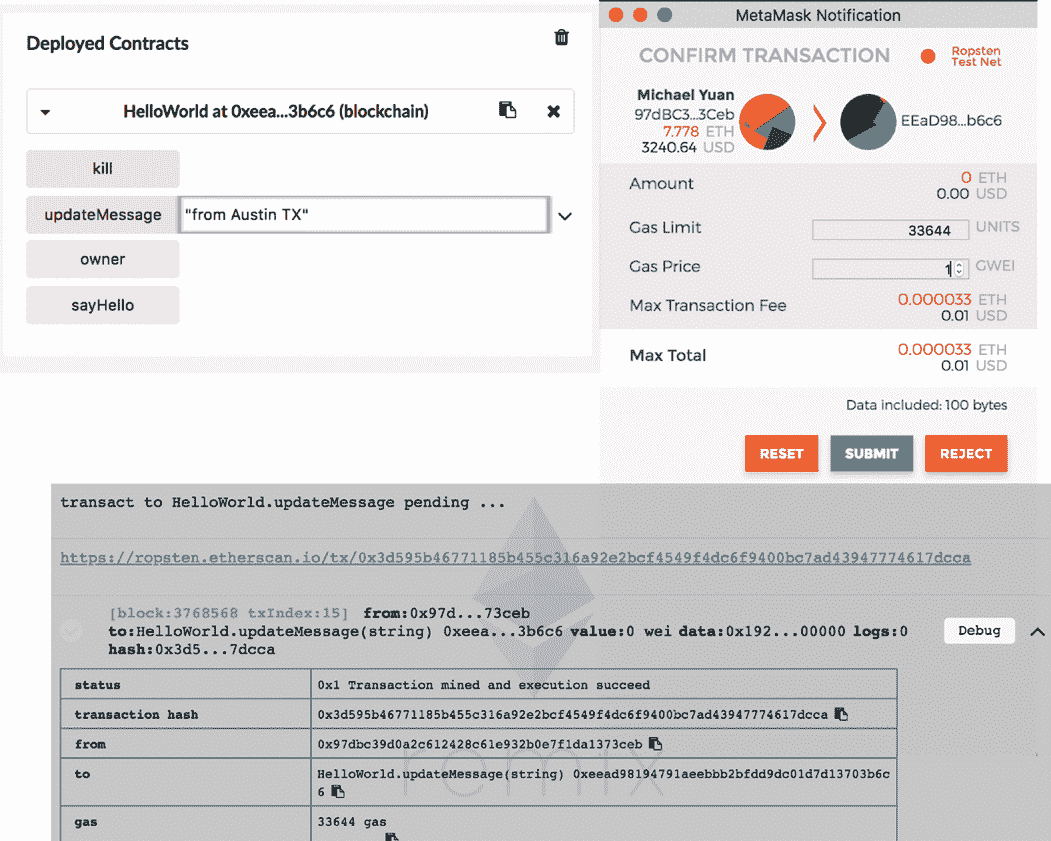 Deployed Contracts
HelloWorld at 0xeea...3b6c6 (blockchain)
kill
updateMessage "from Austin TX"
owner
sayHello
MetaMask Notification
CONFIRM TRANSACTION
Ropsten
Test Net
Michael Yuan
97dBC3...3Ceb
7.778 ETH
3240.64 USD
EEaD98...b6c6
Amount 0 ETH
0.00 USD
Gas Limit 33644 UNITS
Gas Price 1 GWEI
Max Transaction Fee 0.000033 ETH
0.01 USD
Max Total 0.000033 ETH
0.01 USD
Data included: 100 bytes
RESET SUBMIT REJECT
transact to HelloWorld.updateMessage pending ...
https://ropsten.etherscan.io/tx/0x3d595b46771185b455c316a92e2bcf4549f4dc6f9400bc7ad43947774617dcca
[block:3768568 txIndex:15] from:0x97d...73ceb
to:HelloWorld.updateMessage(string) 0xeea...3b6c6 value:0 wei data:0x192...00000 logs:0
hash:0x3d5...7dcca
Debug
status 0x1 Transaction mined and execution succeed
transaction hash 0x3d595b46771185b455c316a92e2bcf4549f4dc6f9400bc7ad43947774617dcca
from 0x97dbc39d0a2c612428c61e932b0e7f1da1373ceb
to HelloWorld.updateMessage(string) 0xeead98194791aeebbb2bfdd9dc01d7d13703b6c
6
gas 33644 gas
remix